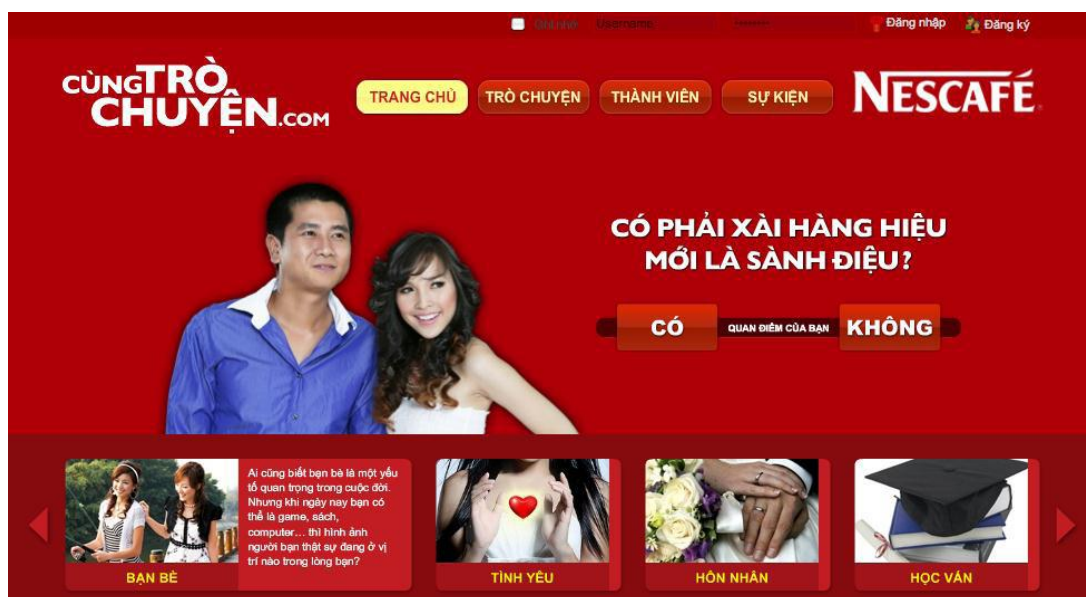 Ghi nhớ Username ******** Đăng nhập Đăng ký
CÙNG TRÒ
CHUYỆN.COM
TRANG CHỦ TRÒ CHUYỆN THÀNH VIÊN SỰ KIỆN
NESCAFÉ
CÓ PHẢI XÀI HÀNG HIỆU
MỚI LÀ SÀNH ĐIỆU?
CÓ QUAN ĐIỂM CỦA BẠN KHÔNG
Ai cũng biết bạn bè là một yếu
tố quan trọng trong cuộc đời.
Nhưng khi ngày nay bạn có
thể là game, sách,
computer... thì hình ảnh
người bạn thật sự đang ở vị
trí nào trong lòng bạn?
BẠN BÈ
TÌNH YÊU
HÔN NHÂN
HỌC VẤN